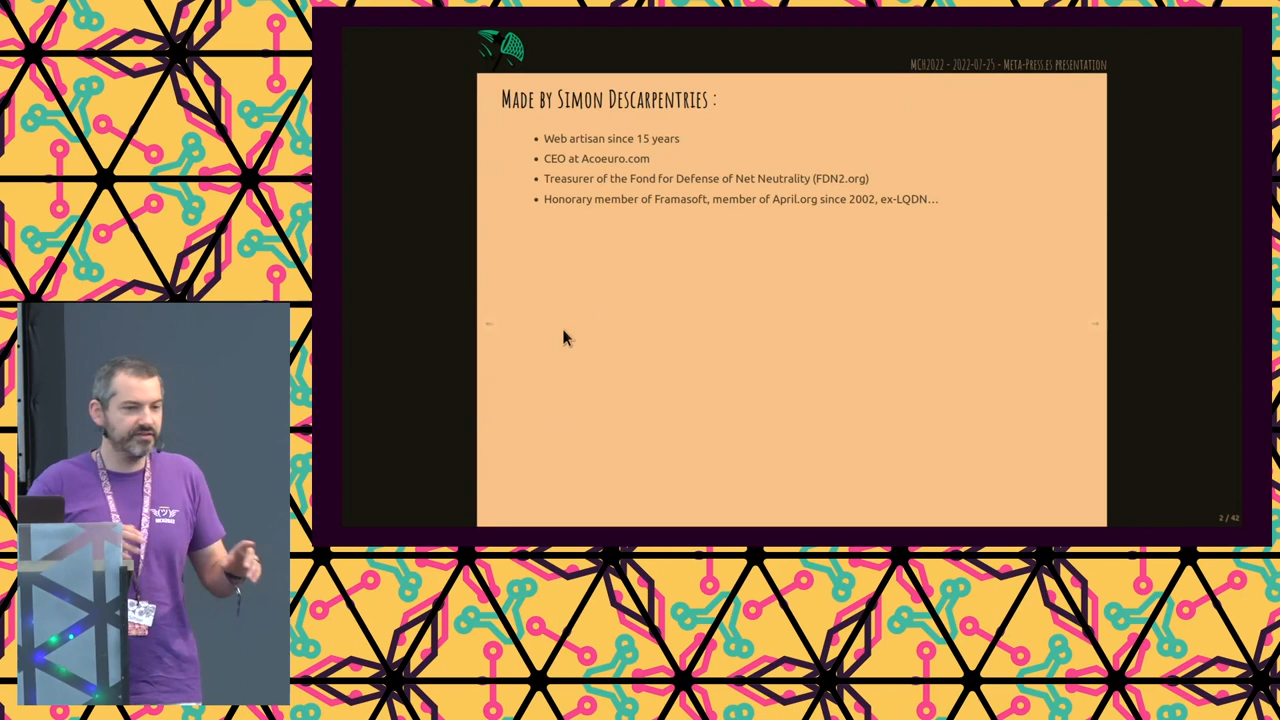 MCH2022 - 2022-07-25 - Meta-Press.es presentation
Made by Simon Descarpentries :
• Web artisan since 15 years
• CEO at Acoeuro.com
• Treasurer of the Fond for Defense of Net Neutrality (FDN2.org)
• Honorary member of Framasoft, member of April.org since 2002, ex-LQDN…
←
→
2 / 42